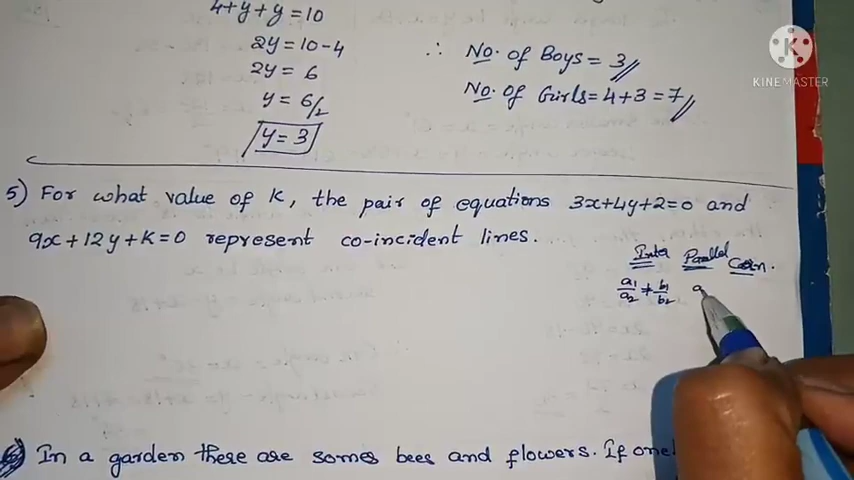 4+y+y=10
2y=10-4
2y = 6
y = 6/2
y = 3
∴ No. of Boys = 3//
No. of Girls = 4+3 = 7//
KINEMASTER
5) For what value of K, the pair of equations 3x+4y+2=0 and
9x+12y+K=0 represent co-incident lines.
Inter Parallel Coin.
a1/a2 ≠ b1/b2 a
6) In a garden there are somes bees and flowers. If one